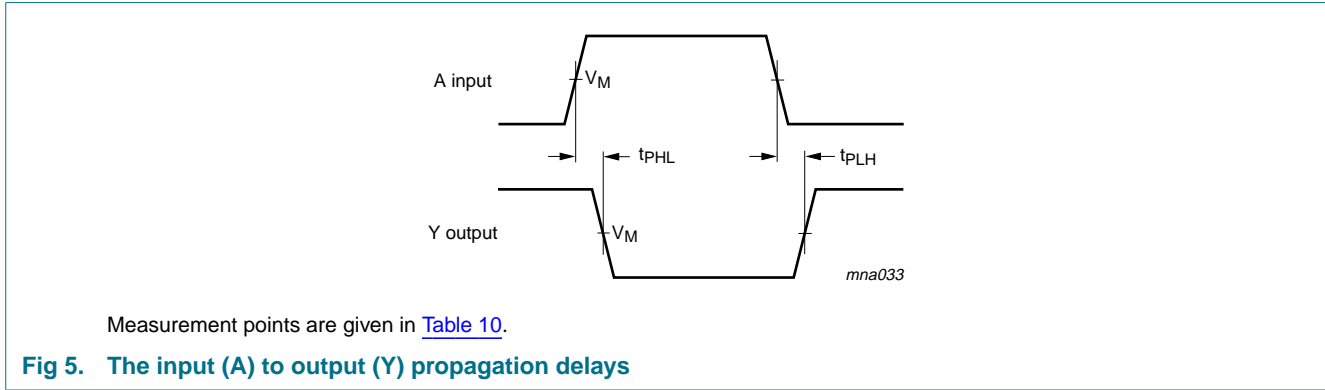 A input
VM
tPHL
tPLH
Y output
VM
mna033
Measurement points are given in Table 10.
Fig 5. The input (A) to output (Y) propagation delays